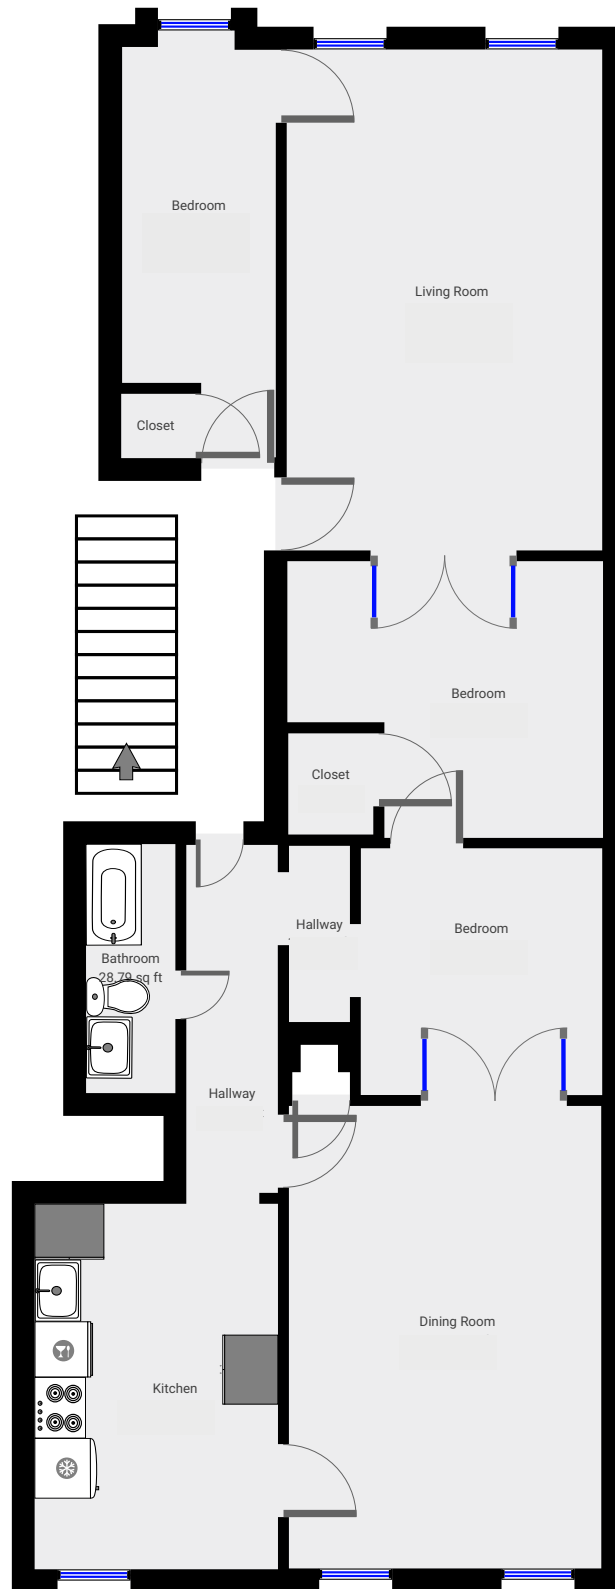 Bedroom
Living Room
Closet
Bedroom
Closet
Hallway
Bedroom
Bathroom
28.79 sq ft
Hallway
Dining Room
Kitchen